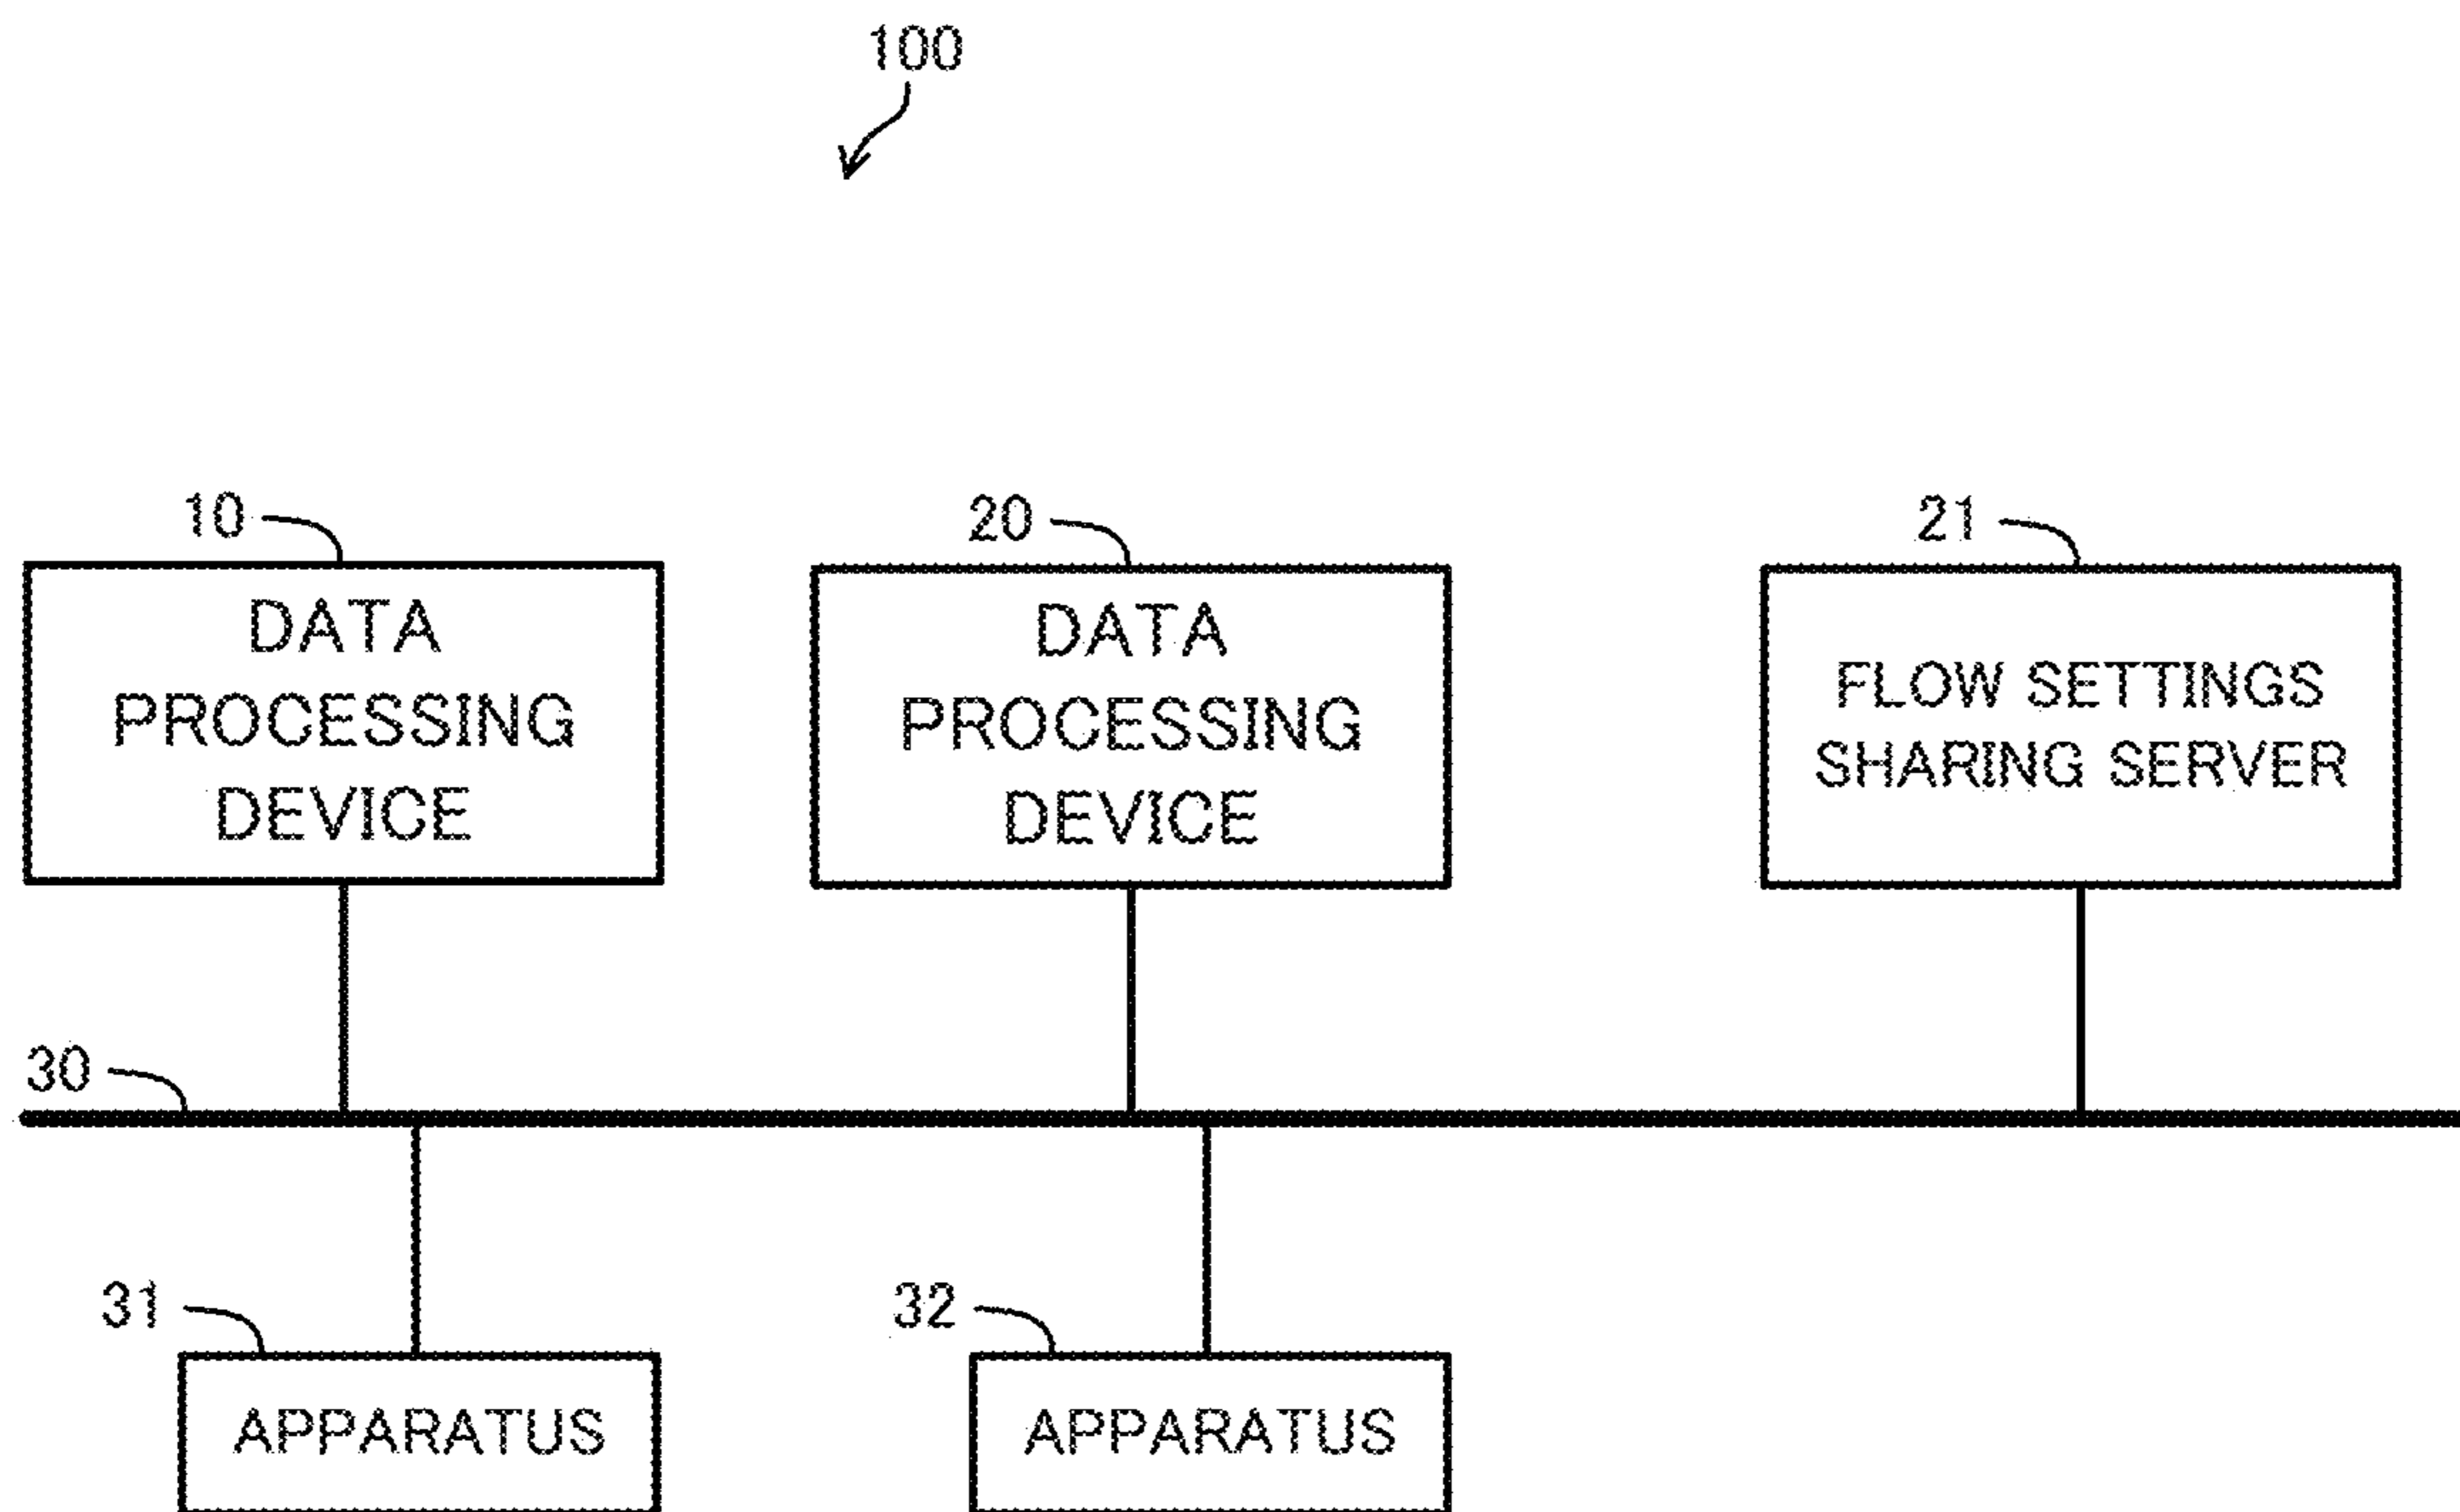 100
10
20
21
DATA
PROCESSING
DEVICE
DATA
PROCESSING
DEVICE
FLOW SETTINGS
SHARING SERVER
30
31
32
APPARATUS
APPARATUS